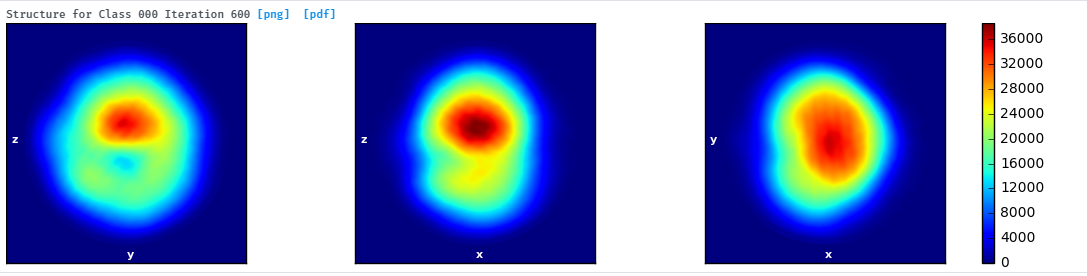 Structure for Class 000 Iteration 600 [png] [pdf]
z
y
z
x
y
x
36000
32000
28000
24000
20000
16000
12000
8000
4000
0